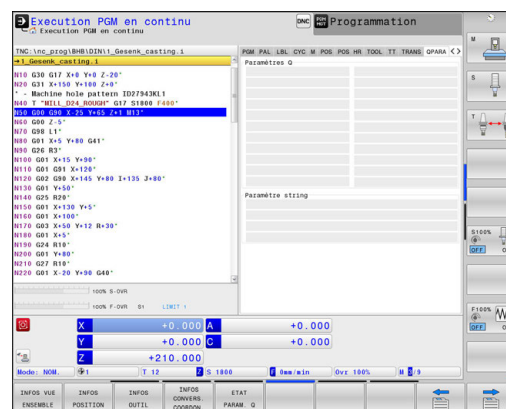 Execution PGM en continu
Execution PGM en continu
DNC
Programmation
TNC:\nc_prog\BHB\DIN\1_Gesenk_casting.i
→1_Gesenk_casting.i
N10 G30 G17 X+0 Y+0 Z-20*
N20 G31 X+150 Y+100 Z+0*
* - Machine hole pattern ID27943KL1
N40 T "MILL_D24_ROUGH" G17 S1800 F400*
N50 G00 G90 X-25 Y+65 Z+1 M13*
N60 G00 Z-5*
N70 G98 L1*
N80 G01 X+5 Y+80 G41*
N90 G26 R3*
N100 G01 X+15 Y+90*
N110 G01 G91 X+120*
N120 G02 G90 X+145 Y+80 I+135 J+80*
N130 G01 Y+50*
N140 G25 R20*
N150 G01 X+130 Y+5*
N160 G01 X+100*
N170 G03 X+50 Y+12 R+30*
N180 G01 X+5*
N190 G24 R10*
N200 G01 Y+80*
N210 G27 R10*
N220 G01 X-20 Y+90 G40*
100% S-OVR
100% F-OVR S1 LIMIT 1
PGM PAL LBL CYC M POS POS HR TOOL TT TRANS QPARA
Paramètres Q
Paramètre string
X +0.000 A +0.000
Y +0.000 C +0.000
Z +210.000
Mode: NOM. 1 T 12 Z S 1800 F 0mm/min Ovr 100% M 5/9
INFOS VUE ENSEMBLE
INFOS POSITION
INFOS OUTIL
INFOS CONVERS. COORDON.
ETAT PARAM. Q
M
S
T
S100%
OFF
F100%
OFF